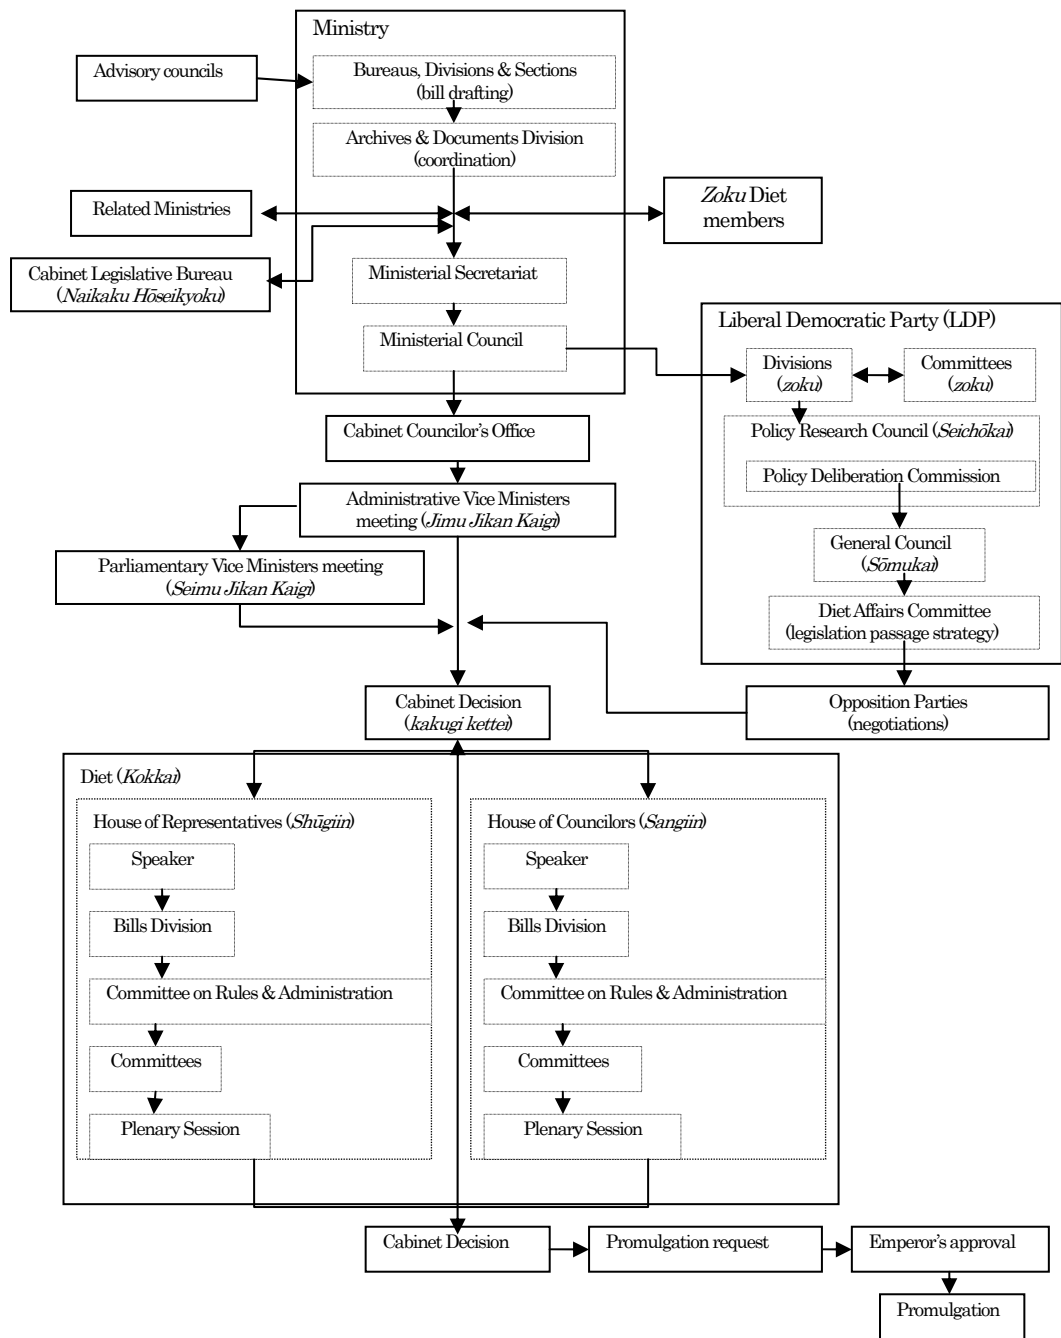 Ministry
Advisory councils
Bureaus, Divisions & Sections
(bill drafting)
Archives & Documents Division
(coordination)
Related Ministries
Zoku Diet
members
Cabinet Legislative Bureau
(Naikaku Hōseikyoku)
Ministerial Secretariat
Ministerial Council
Liberal Democratic Party (LDP)
Divisions
(zoku)
Committees
(zoku)
Policy Research Council (Seichōkai)
Policy Deliberation Commission
General Council
(Sōmukai)
Diet Affairs Committee
(legislation passage strategy)
Cabinet Councilor's Office
Administrative Vice Ministers
meeting (Jimu Jikan Kaigi)
Parliamentary Vice Ministers meeting
(Seimu Jikan Kaigi)
Cabinet Decision
(kakugi kettei)
Opposition Parties
(negotiations)
Diet (Kokkai)
House of Representatives (Shūgiin)
Speaker
Bills Division
Committee on Rules & Administration
Committees
Plenary Session
House of Councilors (Sangiin)
Speaker
Bills Division
Committee on Rules & Administration
Committees
Plenary Session
Cabinet Decision
Promulgation request
Emperor's approval
Promulgation